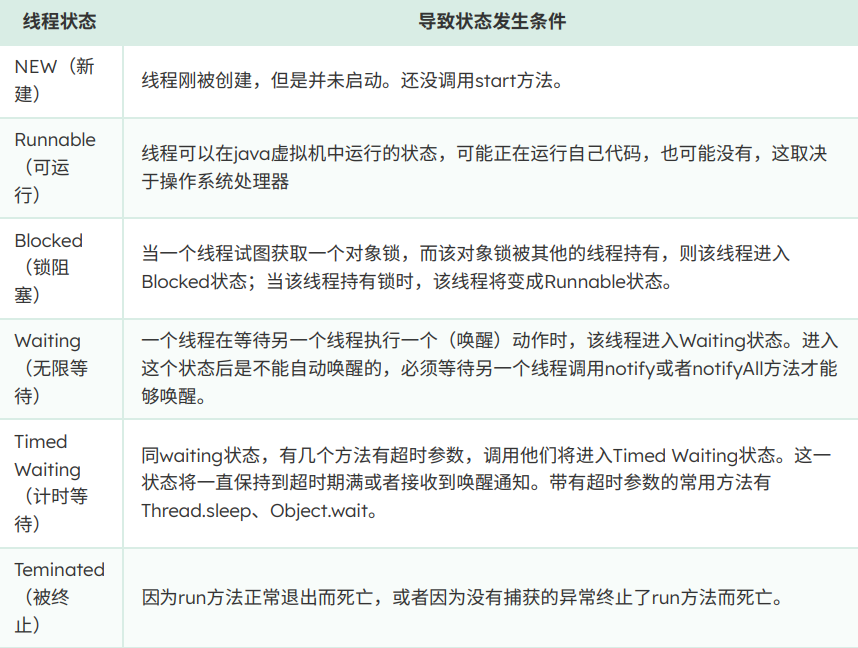 线程状态
导致状态发生条件
NEW（新
建）
线程刚被创建，但是并未启动。还没调用start方法。
Runnable
（可运
行）
线程可以在java虚拟机中运行的状态，可能正在运行自己代码，也可能没有，这取决
于操作系统处理器
Blocked
（锁阻
塞）
当一个线程试图获取一个对象锁，而该对象锁被其他的线程持有，则该线程进入
Blocked状态；当该线程持有锁时，该线程将变成Runnable状态。
Waiting
（无限等
待）
一个线程在等待另一个线程执行一个（唤醒）动作时，该线程进入Waiting状态。进入
这个状态后是不能自动唤醒的，必须等待另一个线程调用notify或者notifyAll方法才能
够唤醒。
Timed
Waiting
（计时等
待）
同waiting状态，有几个方法有超时参数，调用他们将进入Timed Waiting状态。这一
状态将一直保持到超时期满或者接收到唤醒通知。带有超时参数的常用方法有
Thread.sleep、Object.wait。
Teminated
（被终
止）
因为run方法正常退出而死亡，或者因为没有捕获的异常终止了run方法而死亡。